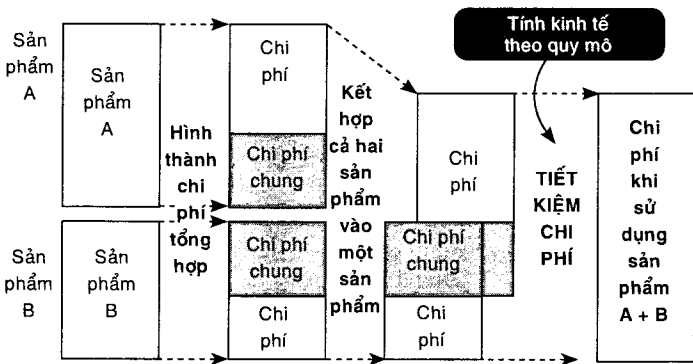 Tính kinh tế
theo quy mô
Sản
phẩm
A
Sản
phẩm
A
Hình
thành
chi
phí
tổng
hợp
Chi
phí
Chi phí
chung
Kết
hợp
cả hai
sản
phẩm
vào
một
sản
phẩm
Chi
phí
TIẾT
KIỆM
CHI
PHÍ
Chi
phí
khi
sử
dụng
sản
phẩm
A + B
Sản
phẩm
B
Sản
phẩm
B
Chi phí
chung
Chi
phí
Chi phí
chung
Chi
phí